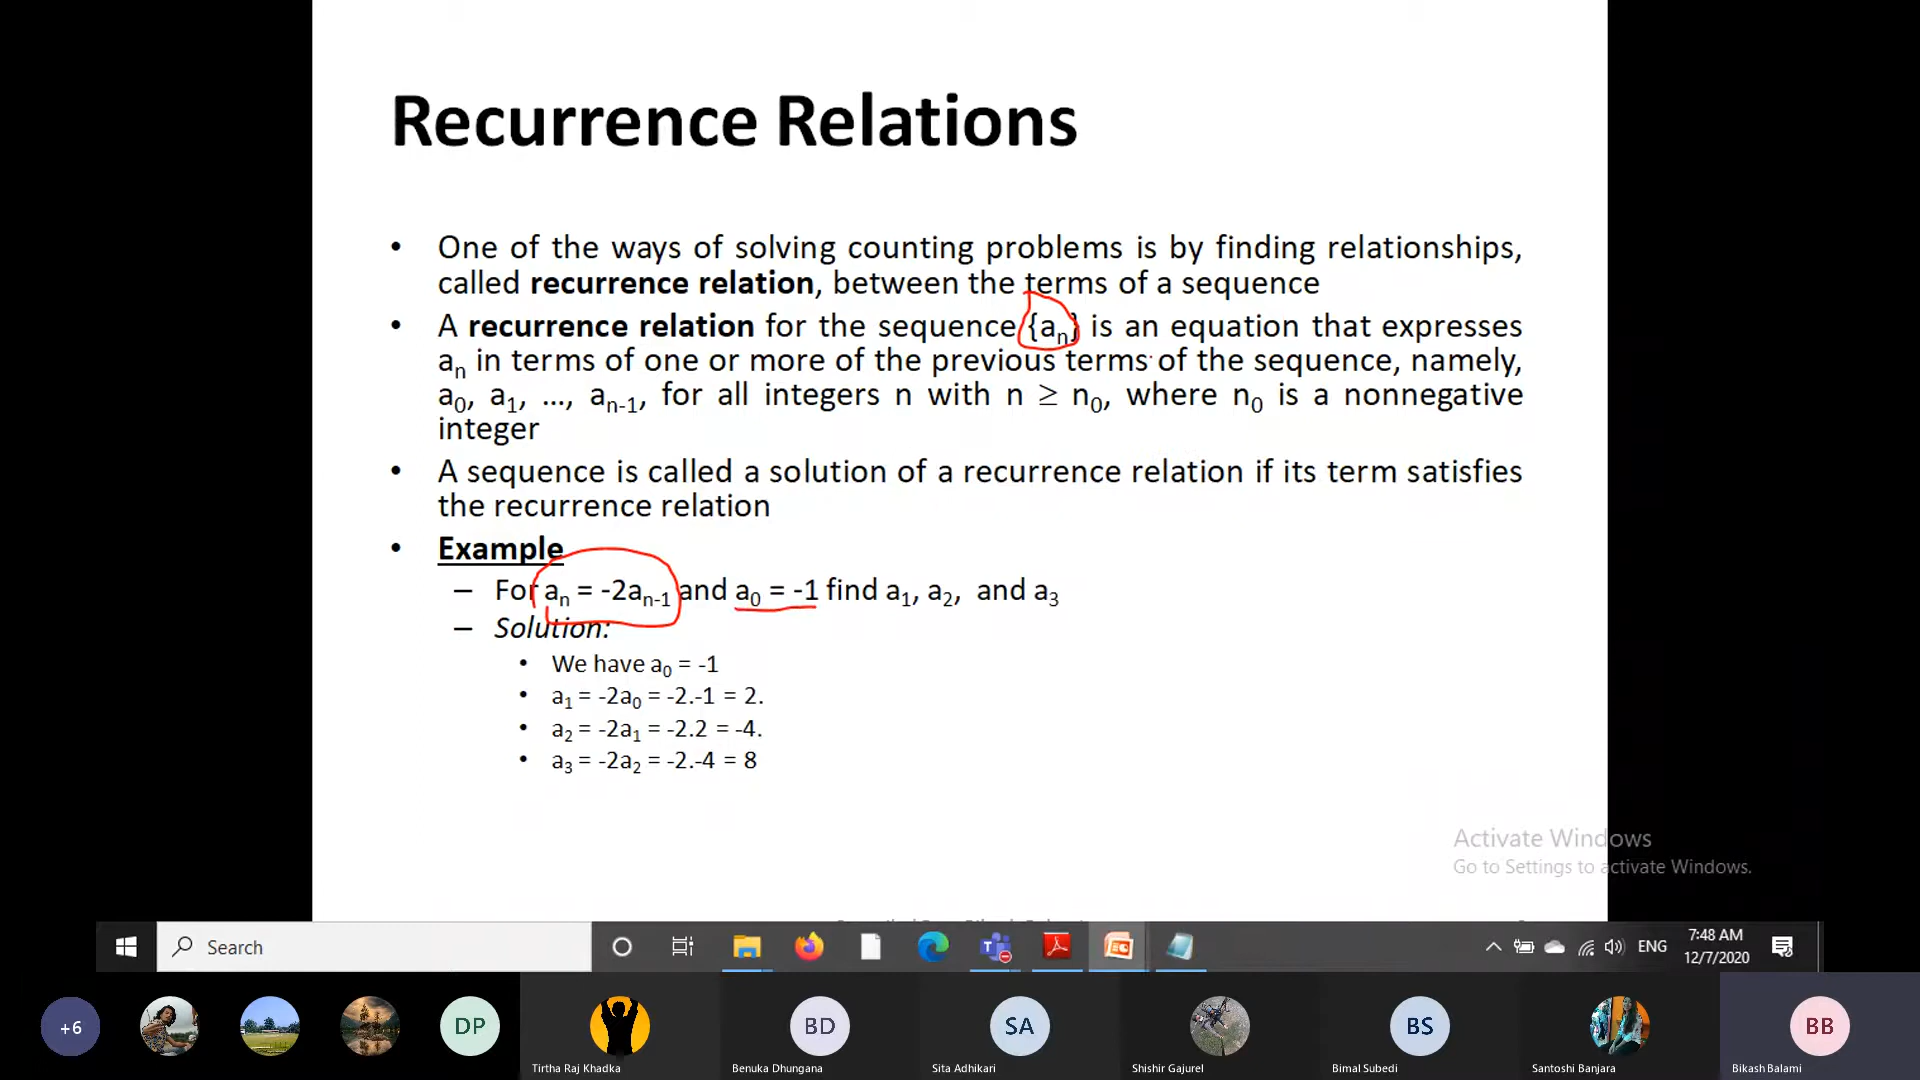 Recurrence Relations
• One of the ways of solving counting problems is by finding relationships,
called recurrence relation, between the terms of a sequence
• A recurrence relation for the sequence {aₙ} is an equation that expresses
aₙ in terms of one or more of the previous terms of the sequence, namely,
a₀, a₁, …, aₙ₋₁, for all integers n with n ≥ n₀, where n₀ is a nonnegative
integer
• A sequence is called a solution of a recurrence relation if its term satisfies
the recurrence relation
• Example
– For aₙ = -2aₙ₋₁ and a₀ = -1 find a₁, a₂, and a₃
– Solution:
• We have a₀ = -1
• a₁ = -2a₀ = -2.-1 = 2.
• a₂ = -2a₁ = -2.2 = -4.
• a₃ = -2a₂ = -2.-4 = 8
Activate Windows
Go to Settings to activate Windows.
Search
ENG
7:48 AM
12/7/2020
+6
DP
BD
SA
BS
BB
Tirtha Raj Khadka
Benuka Dhungana
Sita Adhikari
Shishir Gajurel
Bimal Subedi
Santoshi Banjara
Bikash Balami